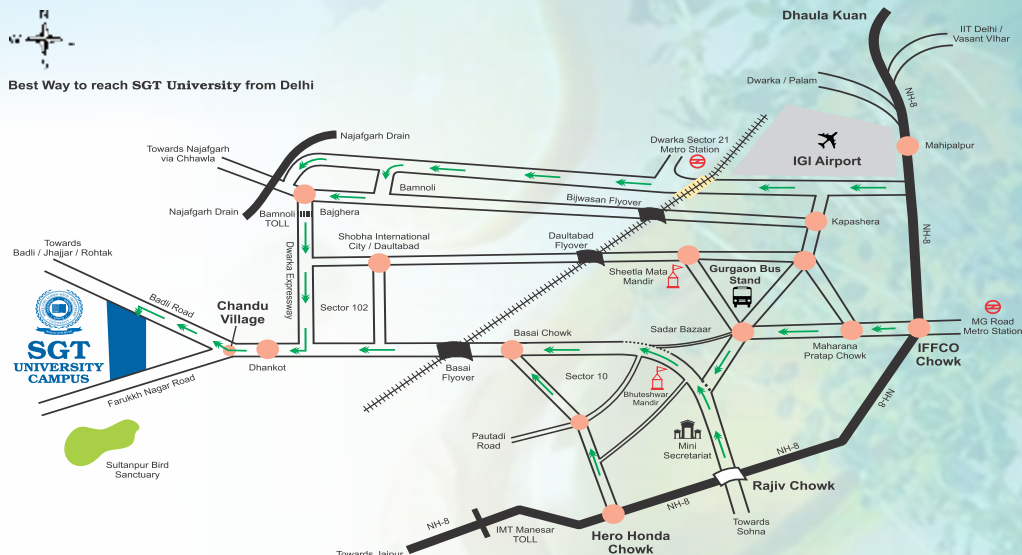 Dhaula Kuan
IIT Delhi /
Vasant VIhar
Best Way to reach SGT University from Delhi
Dwarka / Palam
NH-8
Najafgarh Drain
Towards Najafgarh
via Chhawla
Dwarka Sector 21
Metro Station
IGI Airport
Mahipalpur
Bamnoli
Bijwasan Flyover
Najafgarh Drain
Bamnoli
TOLL
Bajghera
Kapashera
NH-8
Shobha International
City / Daultabad
Daultabad
Flyover
Towards
Badli / Jhajjar / Rohtak
Dwarka Expressway
Sheetla Mata
Mandir
Gurgaon Bus
Stand
Badli Road
Chandu
Village
Sector 102
MG Road
Metro Station
Sadar Bazaar
Basai Chowk
Maharana
Pratap Chowk
IFFCO
Chowk
SGT
UNIVERSITY
CAMPUS
Dhankot
Basai
Flyover
Sector 10
Bhuteshwar
Mandir
Farukkh Nagar Road
NH-8
Pautadi
Road
Mini
Secretariat
NH-8
Sultanpur Bird
Sanctuary
Rajiv Chowk
NH-8
NH-8
IMT Manesar
TOLL
Hero Honda
Chowk
Towards
Sohna
Towards Jaipur